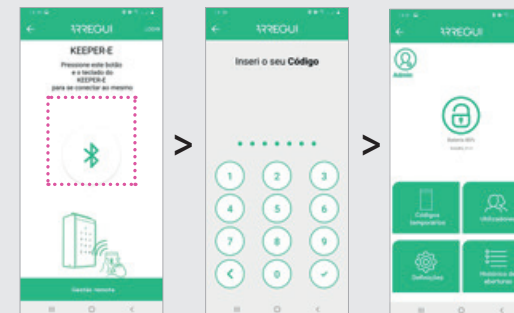 ARREGUI
KEEPER-E
Pressione este botão
e o teclado do
KEEPER-E
para se conectar ao mesmo
Gestão remota
>
ARREGUI
Inseri o seu Código
1 2 3
4 5 6
7 8 9
0
>
ARREGUI
Admin
Códigos
temporários
Utilizadores
Definições
Histórico de
aberturas